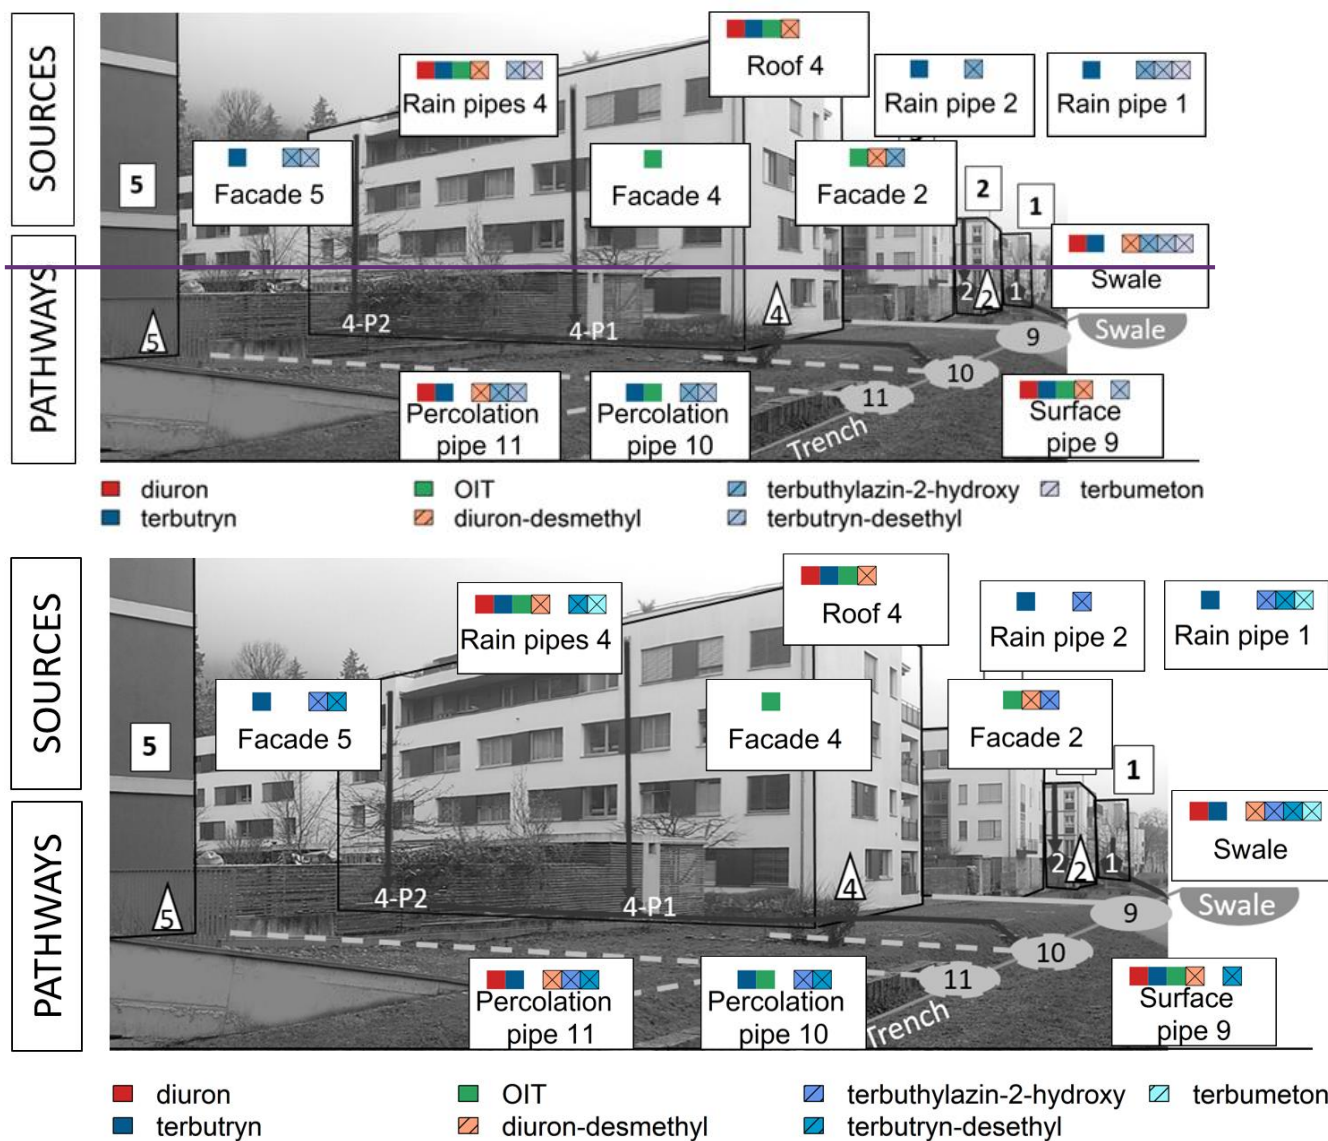 SOURCES
PATHWAYS
Roof 4
Rain pipes 4
Rain pipe 2
Rain pipe 1
5
Facade 5
Facade 4
Facade 2
2
1
Swale
4-P2
4-P1
5
4
2
2
1
9
Swale
10
11
Trench
Percolation
pipe 11
Percolation
pipe 10
Surface
pipe 9
diuron
OIT
terbuthylazin-2-hydroxy
terbumeton
terbutryn
diuron-desmethyl
terbutryn-desethyl
SOURCES
PATHWAYS
Roof 4
Rain pipes 4
Rain pipe 2
Rain pipe 1
5
Facade 5
Facade 4
Facade 2
1
Swale
4-P2
4-P1
5
4
2
2
1
9
Swale
10
11
Trench
Percolation
pipe 11
Percolation
pipe 10
Surface
pipe 9
diuron
OIT
terbuthylazin-2-hydroxy
terbumeton
terbutryn
diuron-desmethyl
terbutryn-desethyl